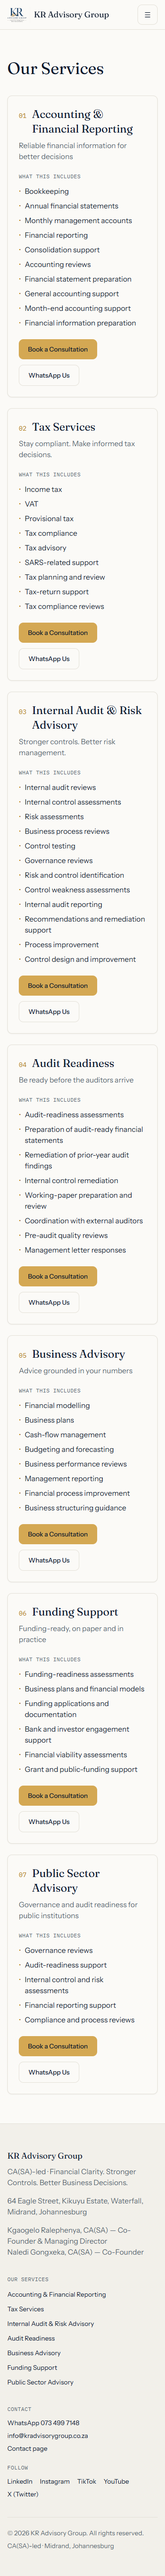 KR
KR Advisory Group
Our Services
01 Accounting &
Financial Reporting
Reliable financial information for
better decisions
WHAT THIS INCLUDES
• Bookkeeping
• Annual financial statements
• Monthly management accounts
• Financial reporting
• Consolidation support
• Accounting reviews
• Financial statement preparation
• General accounting support
• Month-end accounting support
• Financial information preparation
Book a Consultation
WhatsApp Us
02 Tax Services
Stay compliant. Make informed tax
decisions.
WHAT THIS INCLUDES
• Income tax
• VAT
• Provisional tax
• Tax compliance
• Tax advisory
• SARS-related support
• Tax planning and review
• Tax-return support
• Tax compliance reviews
Book a Consultation
WhatsApp Us
03 Internal Audit & Risk
Advisory
Stronger controls. Better risk
management.
WHAT THIS INCLUDES
• Internal audit reviews
• Internal control assessments
• Risk assessments
• Business process reviews
• Control testing
• Governance reviews
• Risk and control identification
• Control weakness assessments
• Internal audit reporting
• Recommendations and remediation
support
• Process improvement
• Control design and improvement
Book a Consultation
WhatsApp Us
04 Audit Readiness
Be ready before the auditors arrive
WHAT THIS INCLUDES
• Audit-readiness assessments
• Preparation of audit-ready financial
statements
• Remediation of prior-year audit
findings
• Internal control remediation
• Working-paper preparation and
review
• Coordination with external auditors
• Pre-audit quality reviews
• Management letter responses
Book a Consultation
WhatsApp Us
05 Business Advisory
Advice grounded in your numbers
WHAT THIS INCLUDES
• Financial modelling
• Business plans
• Cash-flow management
• Budgeting and forecasting
• Business performance reviews
• Management reporting
• Financial process improvement
• Business structuring guidance
Book a Consultation
WhatsApp Us
06 Funding Support
Funding-ready, on paper and in
practice
WHAT THIS INCLUDES
• Funding-readiness assessments
• Business plans and financial models
• Funding applications and
documentation
• Bank and investor engagement
support
• Financial viability assessments
• Grant and public-funding support
Book a Consultation
WhatsApp Us
07 Public Sector
Advisory
Governance and audit readiness for
public institutions
WHAT THIS INCLUDES
• Governance reviews
• Audit-readiness support
• Internal control and risk
assessments
• Financial reporting support
• Compliance and process reviews
Book a Consultation
WhatsApp Us
KR Advisory Group
CA(SA)-led · Financial Clarity. Stronger
Controls. Better Business Decisions.
64 Eagle Street, Kikuyu Estate, Waterfall,
Midrand, Johannesburg
Kgaogelo Ralephenya, CA(SA) — Co-
Founder & Managing Director
Naledi Gongxeka, CA(SA) — Co-Founder
OUR SERVICES
Accounting & Financial Reporting
Tax Services
Internal Audit & Risk Advisory
Audit Readiness
Business Advisory
Funding Support
Public Sector Advisory
CONTACT
WhatsApp 073 499 7148
info@kradvisorygroup.co.za
Contact page
FOLLOW
LinkedIn Instagram TikTok YouTube
X (Twitter)
© 2026 KR Advisory Group. All rights reserved.
CA(SA)-led · Midrand, Johannesburg